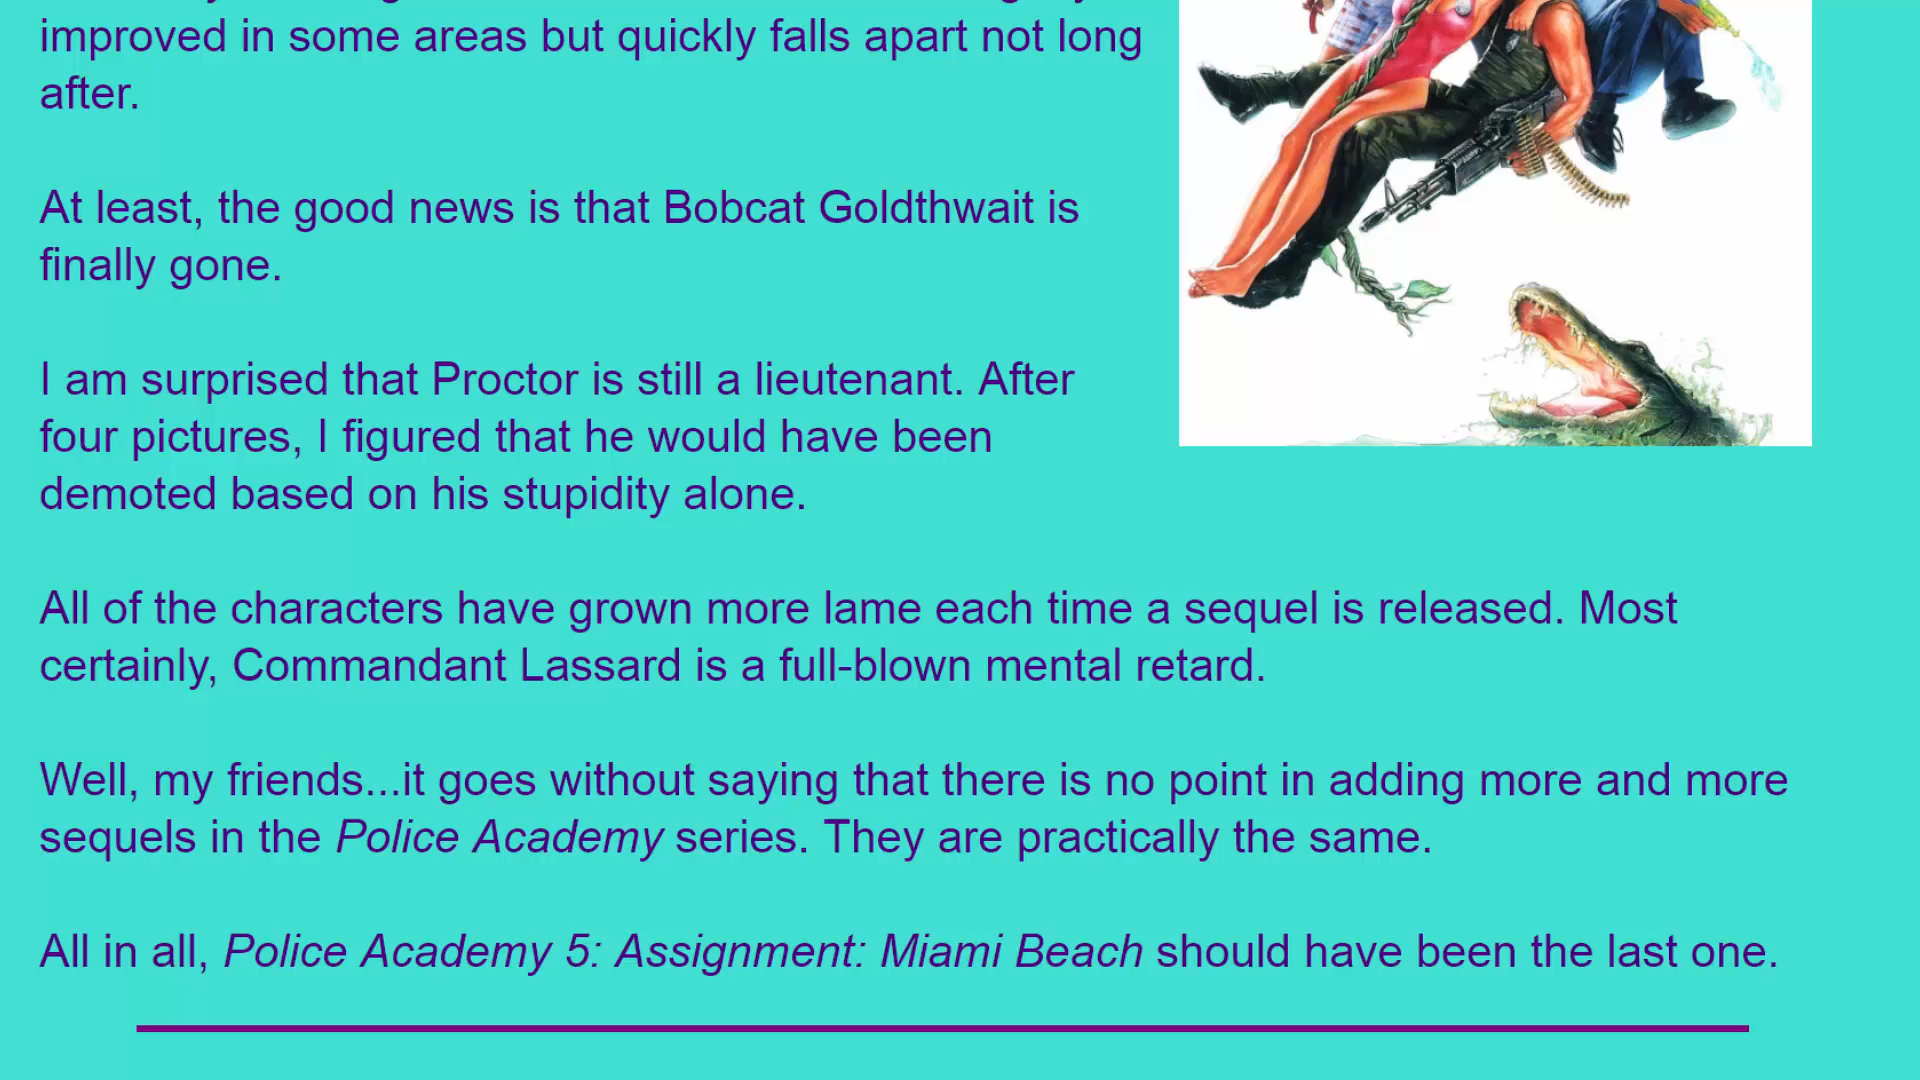 improved in some areas but quickly falls apart not long
after.
At least, the good news is that Bobcat Goldthwait is
finally gone.
I am surprised that Proctor is still a lieutenant. After
four pictures, I figured that he would have been
demoted based on his stupidity alone.
All of the characters have grown more lame each time a sequel is released. Most
certainly, Commandant Lassard is a full-blown mental retard.
Well, my friends...it goes without saying that there is no point in adding more and more
sequels in the Police Academy series. They are practically the same.
All in all, Police Academy 5: Assignment: Miami Beach should have been the last one.